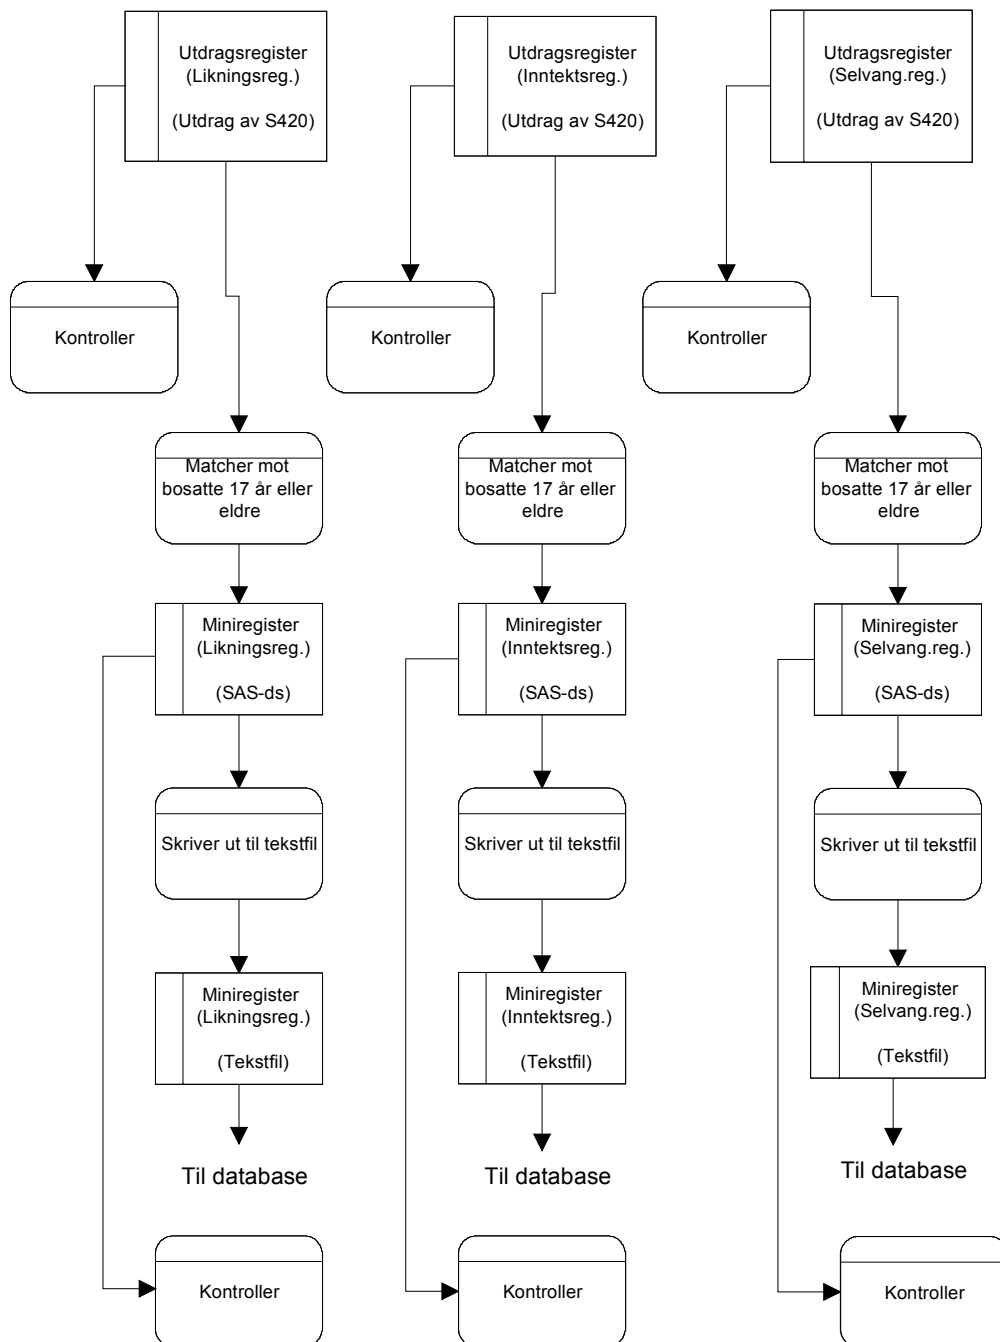 Utdragsregister
(Likningsreg.)
(Utdrag av S420)
Utdragsregister
(Inntektsreg.)
(Utdrag av S420)
Utdragsregister
(Selvang.reg.)
(Utdrag av S420)
Kontroller
Kontroller
Kontroller
Matcher mot
bosatte 17 år eller
eldre
Matcher mot
bosatte 17 år eller
eldre
Matcher mot
bosatte 17 år eller
eldre
Miniregister
(Likningsreg.)
(SAS-ds)
Miniregister
(Inntektsreg.)
(SAS-ds)
Miniregister
(Selvang.reg.)
(SAS-ds)
Skriver ut til tekstfil
Skriver ut til tekstfil
Skriver ut til tekstfil
Miniregister
(Likningsreg.)
(Tekstfil)
Miniregister
(Inntektsreg.)
(Tekstfil)
Miniregister
(Selvang.reg.)
(Tekstfil)
Til database
Til database
Til database
Kontroller
Kontroller
Kontroller